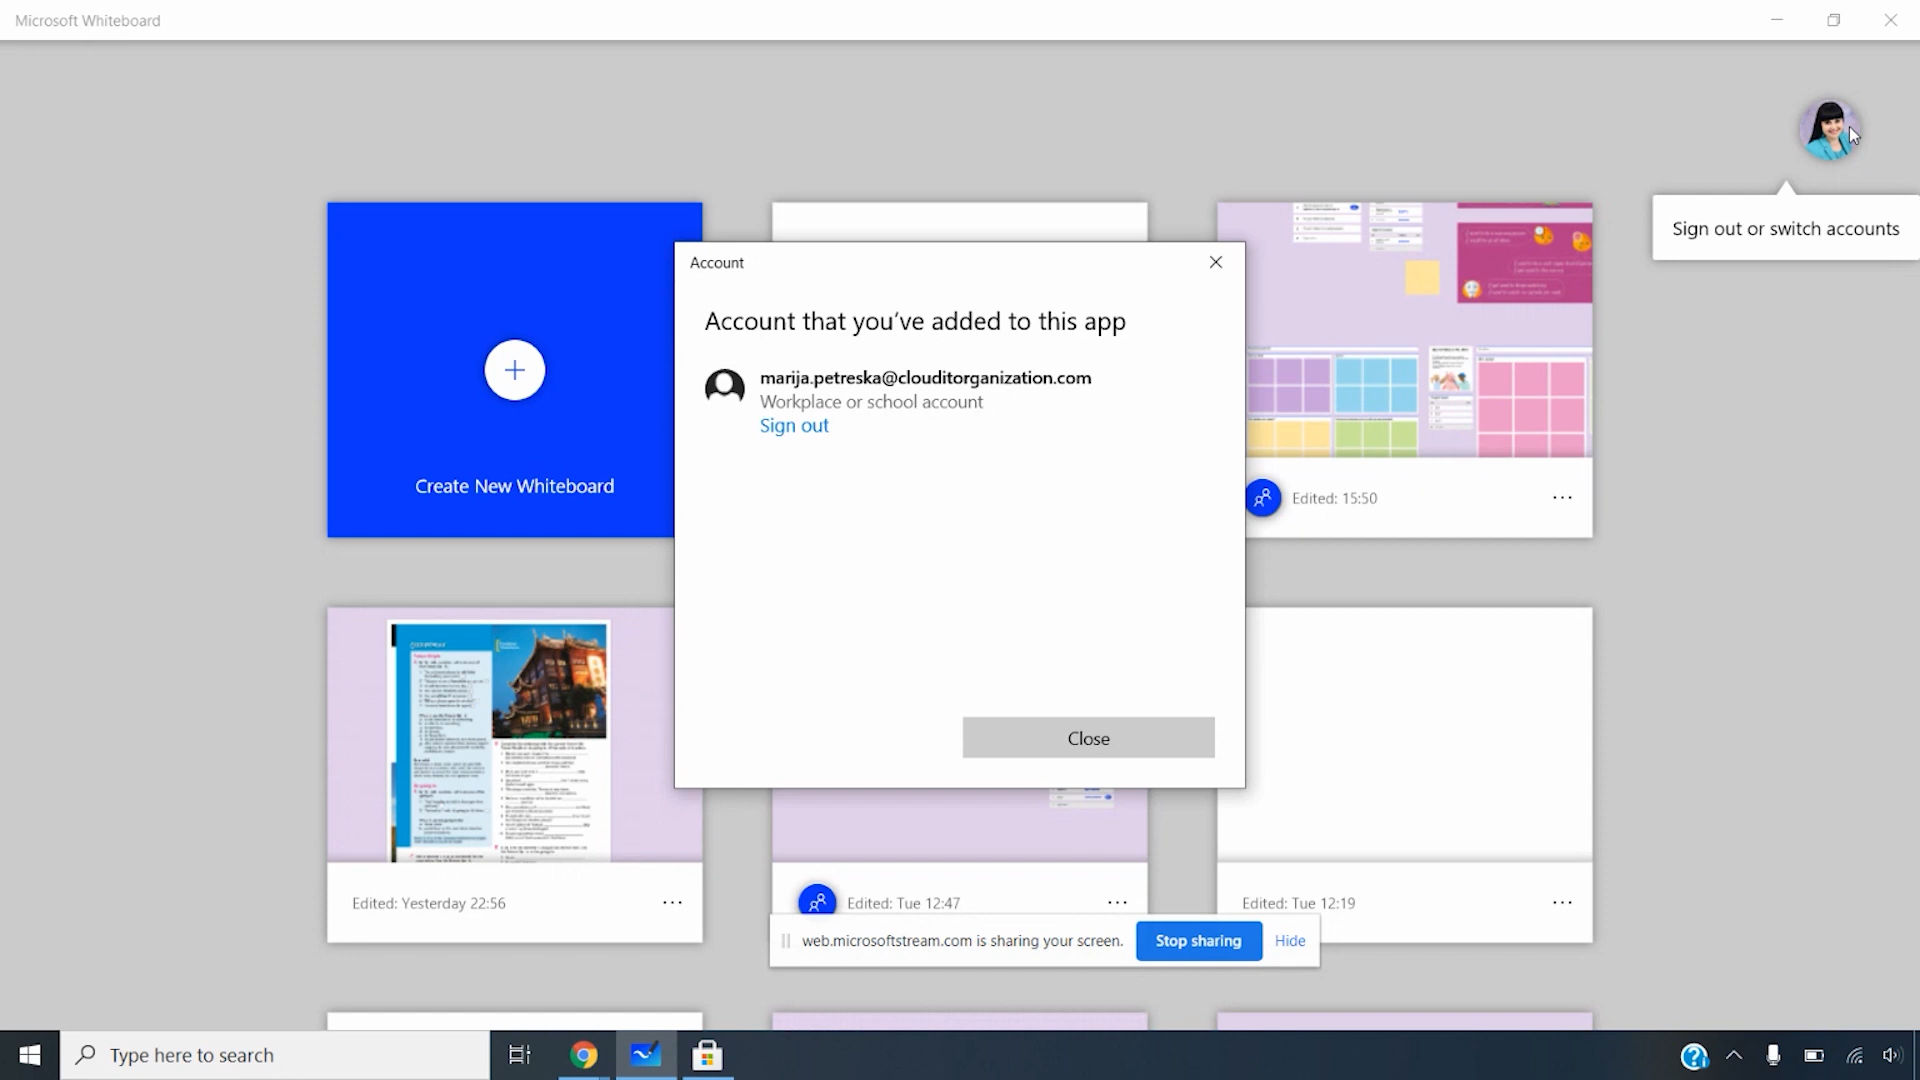 Microsoft Whiteboard
Sign out or switch accounts
Account
Account that you've added to this app
marija.petreska@clouditorganization.com
Workplace or school account
Sign out
Create New Whiteboard
Edited: 15:50
Close
Edited: Yesterday 22:56
Edited: Tue 12:47
Edited: Tue 12:19
web.microsoftstream.com is sharing your screen.
Stop sharing
Hide
Type here to search